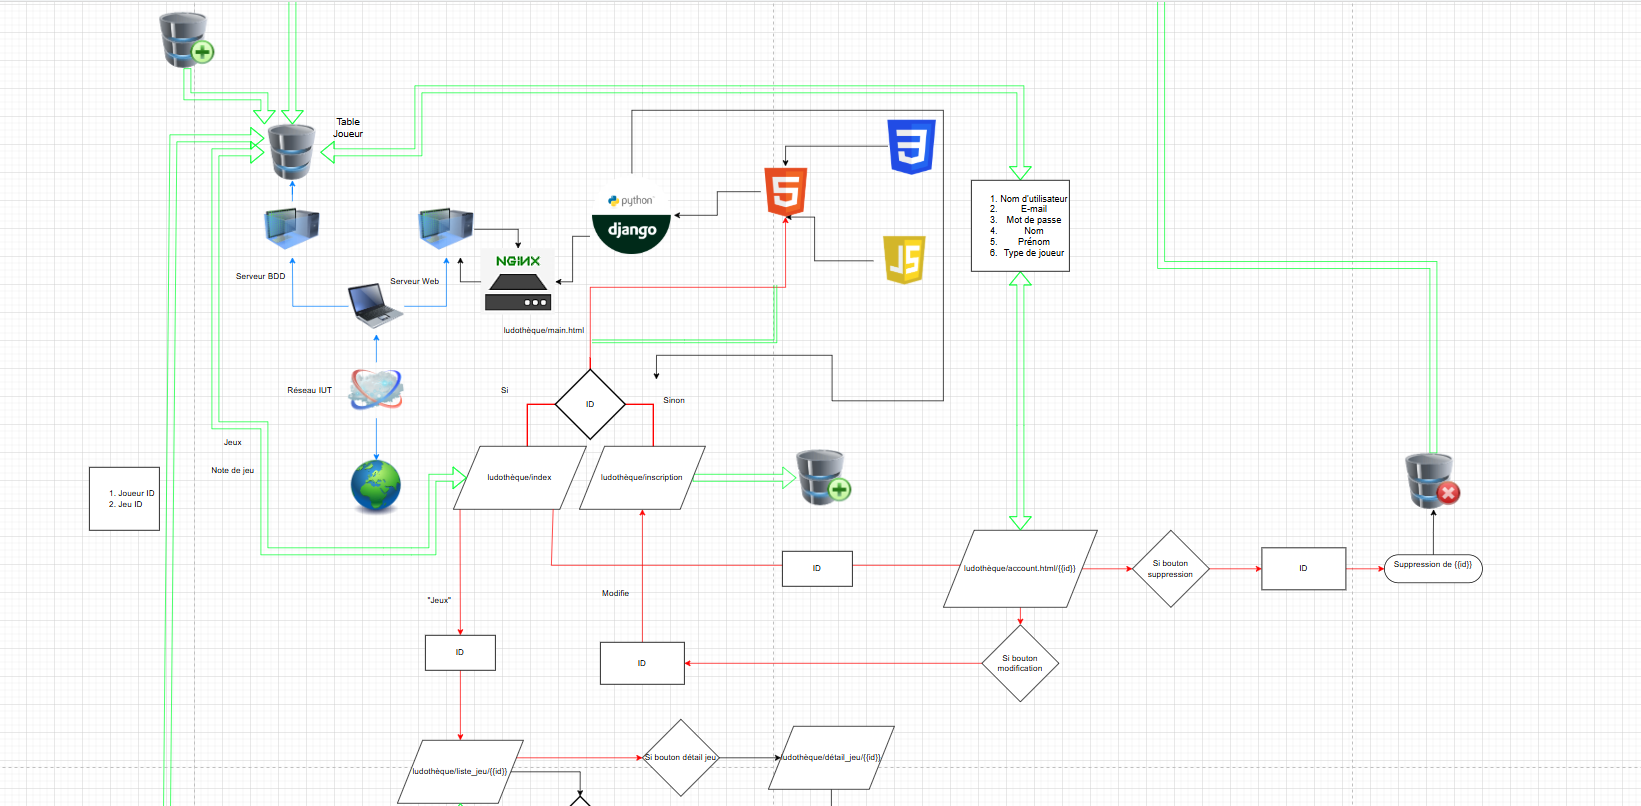 Table
Joueur
3
5
python
django
JS
NGINX
1. Nom d'utilisateur
2. E-mail
3. Mot de passe
4. Nom
5. Prénom
6. Type de joueur
Serveur BDD
Serveur Web
ludothèque/main.html
Réseau IUT
Si
ID
Sinon
Jeux
Note de jeu
ludothèque/index
ludothèque/inscription
1. Joueur ID
2. Jeu ID
ID
ludothèque/account.html/{{id}}
Si bouton
suppression
ID
Suppression de {{id}}
"Jeux"
Modifie
ID
ID
Si bouton
modification
ludothèque/liste_jeu/{{id}}
Si bouton détail jeu
ludothèque/détail_jeu/{{id}}